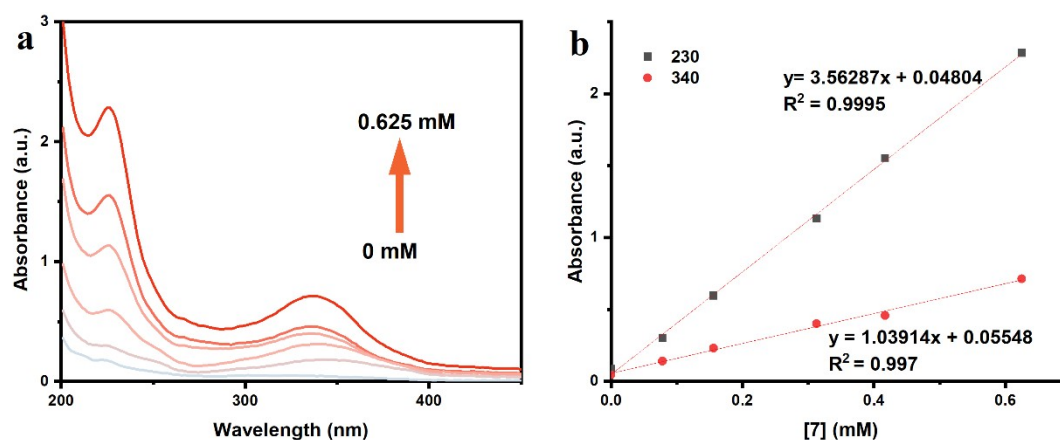 a
Absorbance (a.u.)
3
2
1
0
0.625 mM
0 mM
200
300
400
Wavelength (nm)
b
230
340
y= 3.56287x + 0.04804
R² = 0.9995
Absorbance (a.u.)
2
1
0
y = 1.03914x + 0.05548
R² = 0.997
0.0
0.2
0.4
0.6
[7] (mM)